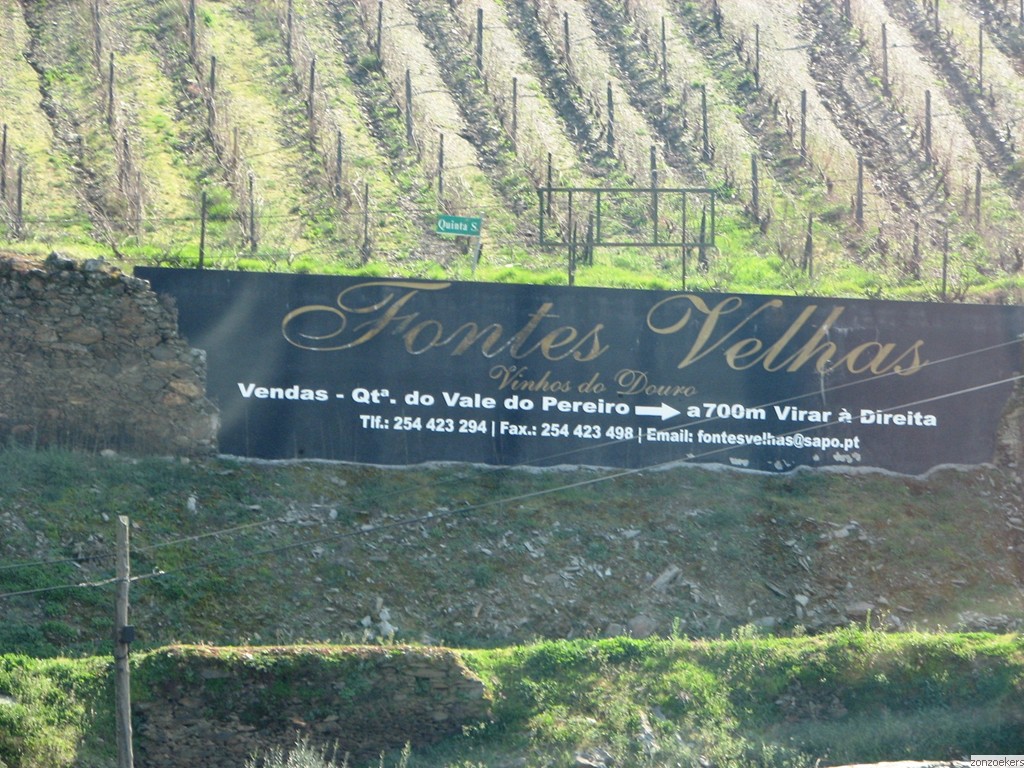 Quinta S.
Fontes Velhas
Vinhos do Douro
Vendas - Qtª. do Vale do Pereiro → a 700m Virar à Direita
Tlf.: 254 423 294 | Fax.: 254 423 498 | Email: fontesvelhas@sapo.pt
zonzoekers